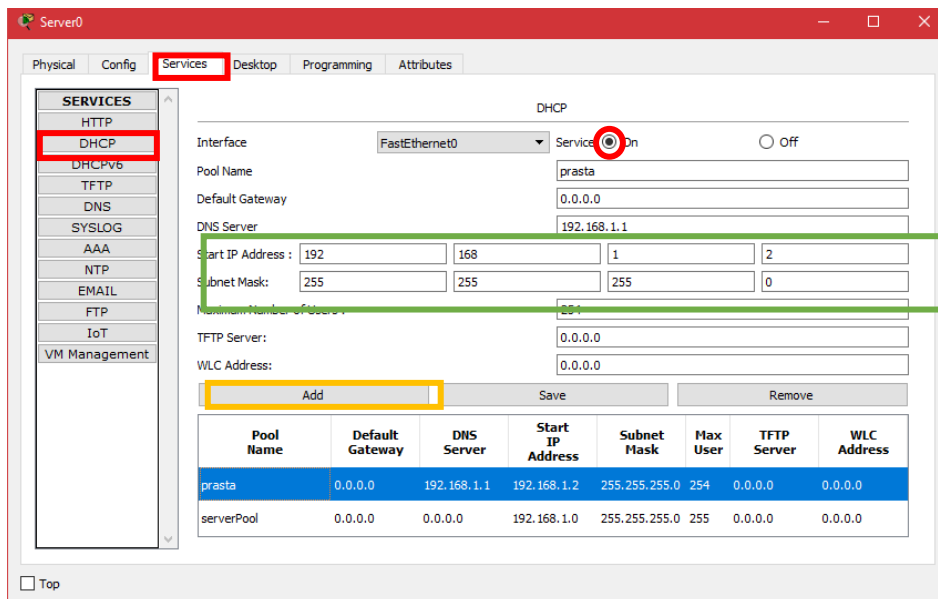 Server0
Physical Config Services Desktop Programming Attributes
SERVICES
HTTP
DHCP
DHCPv6
TFTP
DNS
SYSLOG
AAA
NTP
EMAIL
FTP
IoT
VM Management
DHCP
Interface FastEthernet0 Service On Off
Pool Name prasta
Default Gateway 0.0.0.0
DNS Server 192.168.1.1
Start IP Address : 192 168 1 2
Subnet Mask: 255 255 255 0
Maximum Number of Users : 254
TFTP Server: 0.0.0.0
WLC Address: 0.0.0.0
Add Save Remove
Pool Name Default Gateway DNS Server Start IP Address Subnet Mask Max User TFTP Server WLC Address
prasta 0.0.0.0 192.168.1.1 192.168.1.2 255.255.255.0 254 0.0.0.0 0.0.0.0
serverPool 0.0.0.0 0.0.0.0 192.168.1.0 255.255.255.0 255 0.0.0.0 0.0.0.0
Top